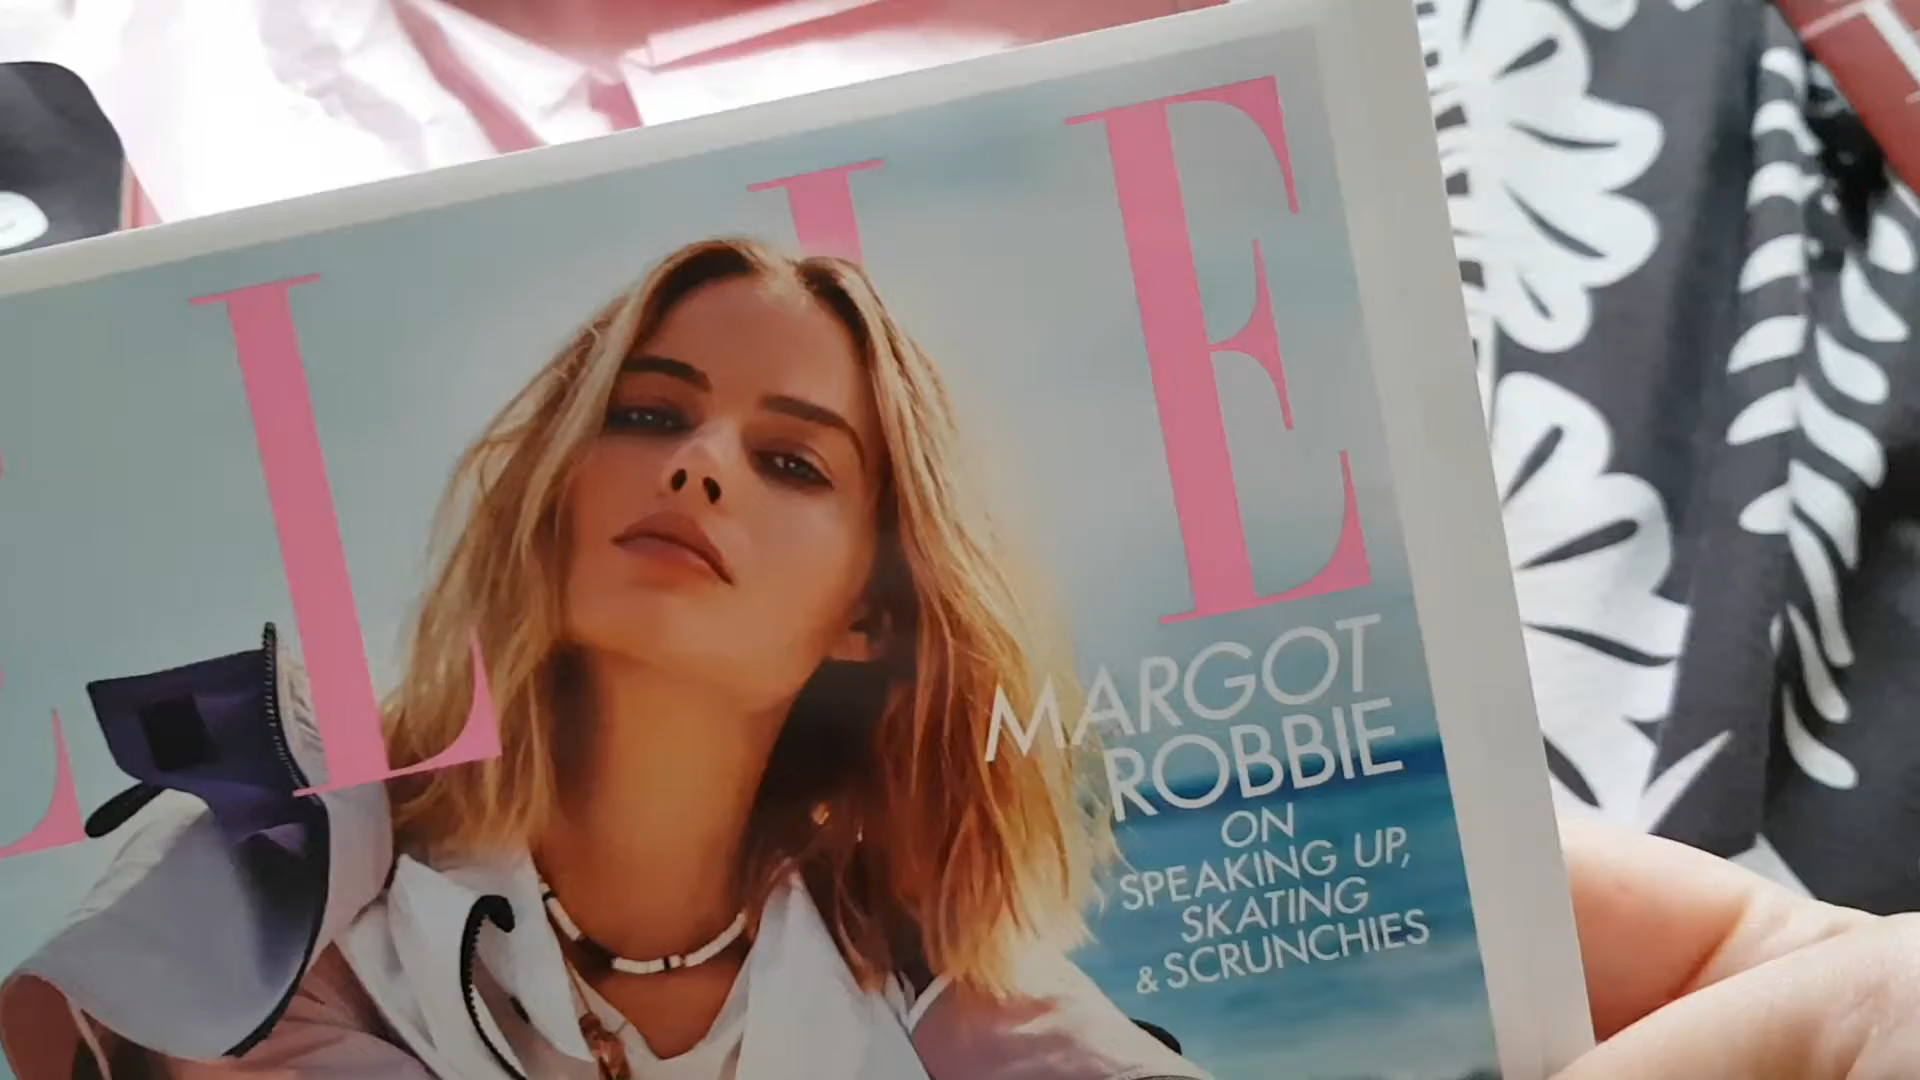 ELLE
MARGOT
ROBBIE
ON
SPEAKING UP,
SKATING
& SCRUNCHIES